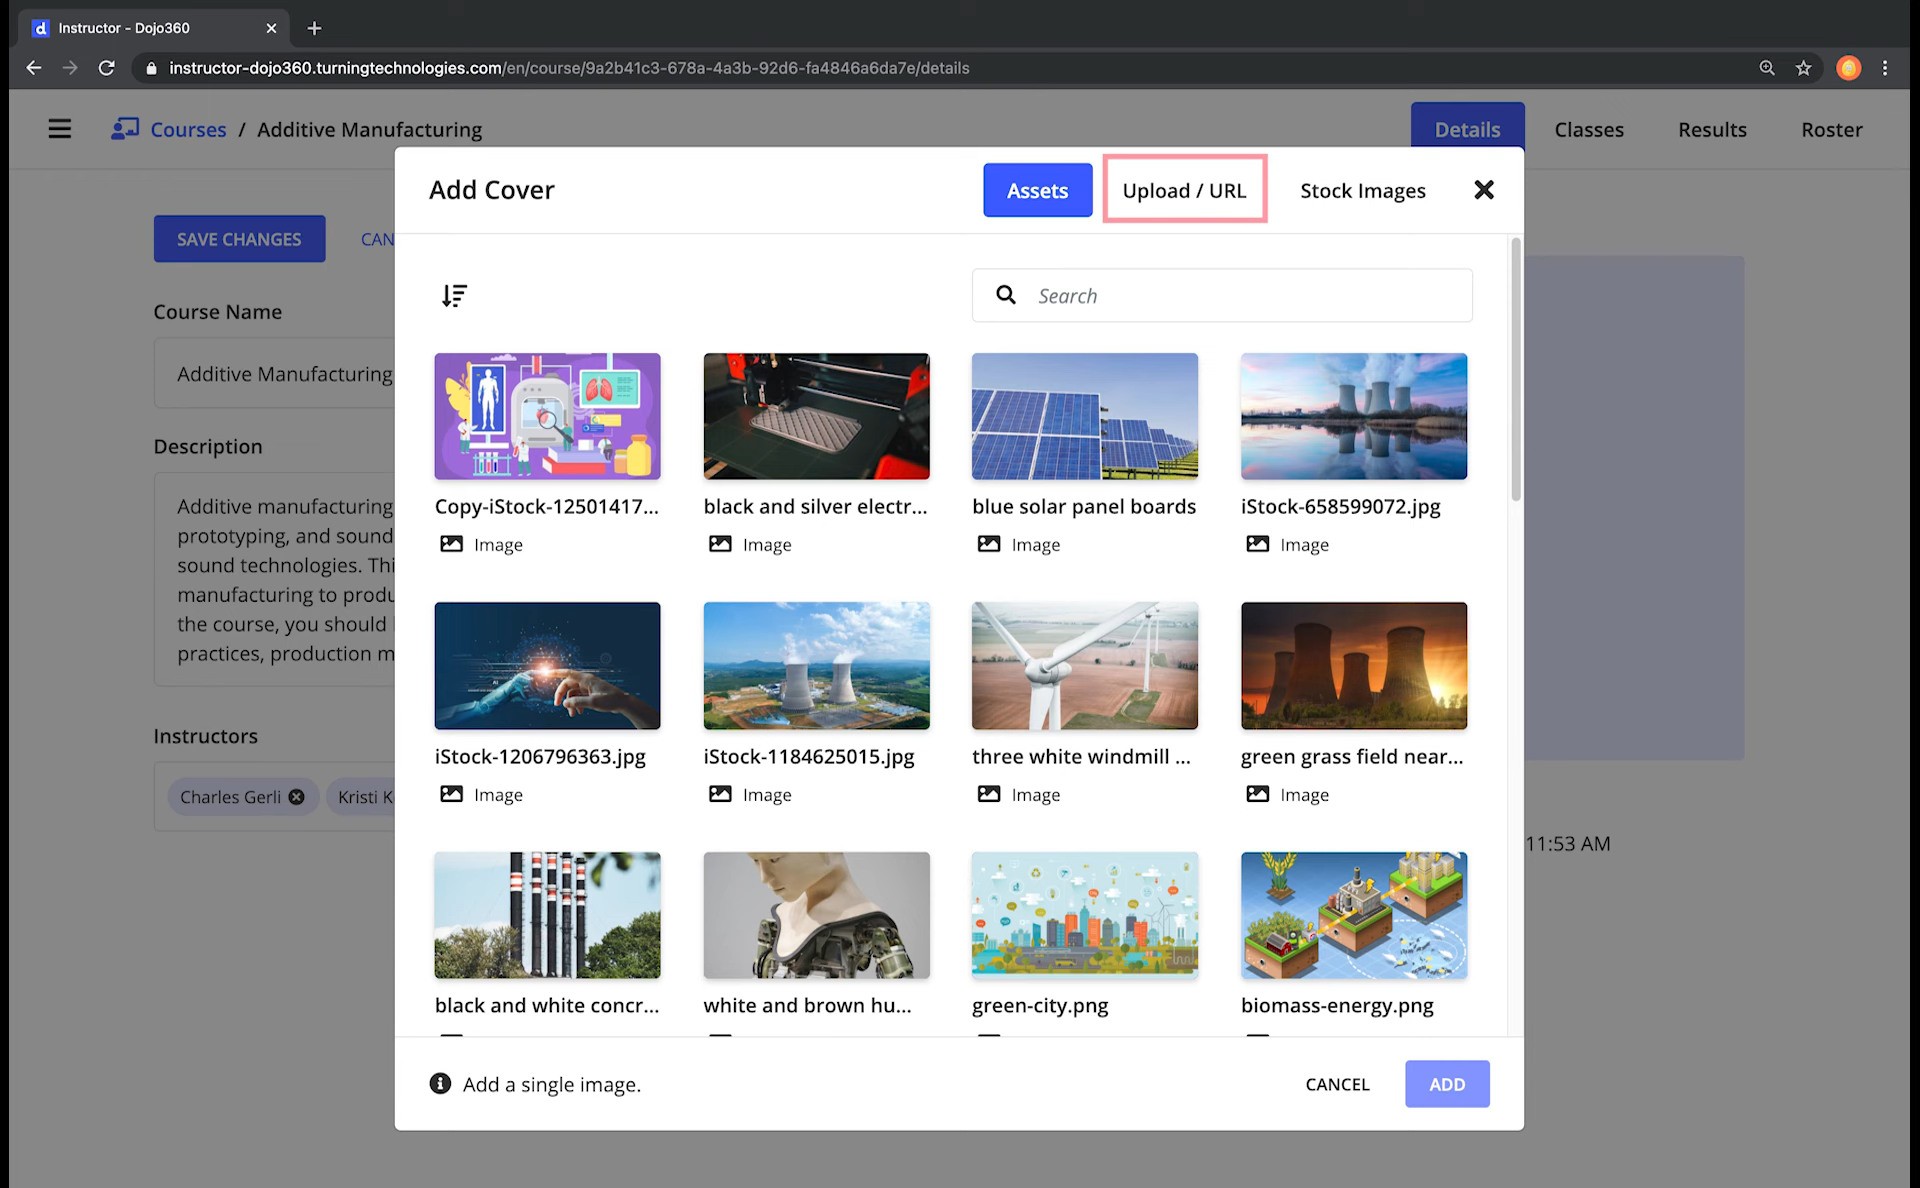 Instructor - Dojo360
instructor-dojo360.turningtechnologies.com/en/course/9a2b41c3-678a-4a3b-92d6-fa4846a6da7e/details
Courses / Additive Manufacturing
Details
Classes
Results
Roster
Add Cover
Assets
Upload / URL
Stock Images
SAVE CHANGES
CAN
Search
Course Name
Additive Manufacturing
Description
Additive manufacturing
prototyping, and sound
sound technologies. Thi
manufacturing to produ
the course, you should
practices, production m
Instructors
Charles Gerli
Kristi K
Copy-iStock-12501417...
black and silver electr...
blue solar panel boards
iStock-658599072.jpg
Image
Image
Image
Image
iStock-1206796363.jpg
iStock-1184625015.jpg
three white windmill ...
green grass field near...
Image
Image
Image
Image
11:53 AM
black and white concr...
white and brown hu...
green-city.png
biomass-energy.png
Add a single image.
CANCEL
ADD